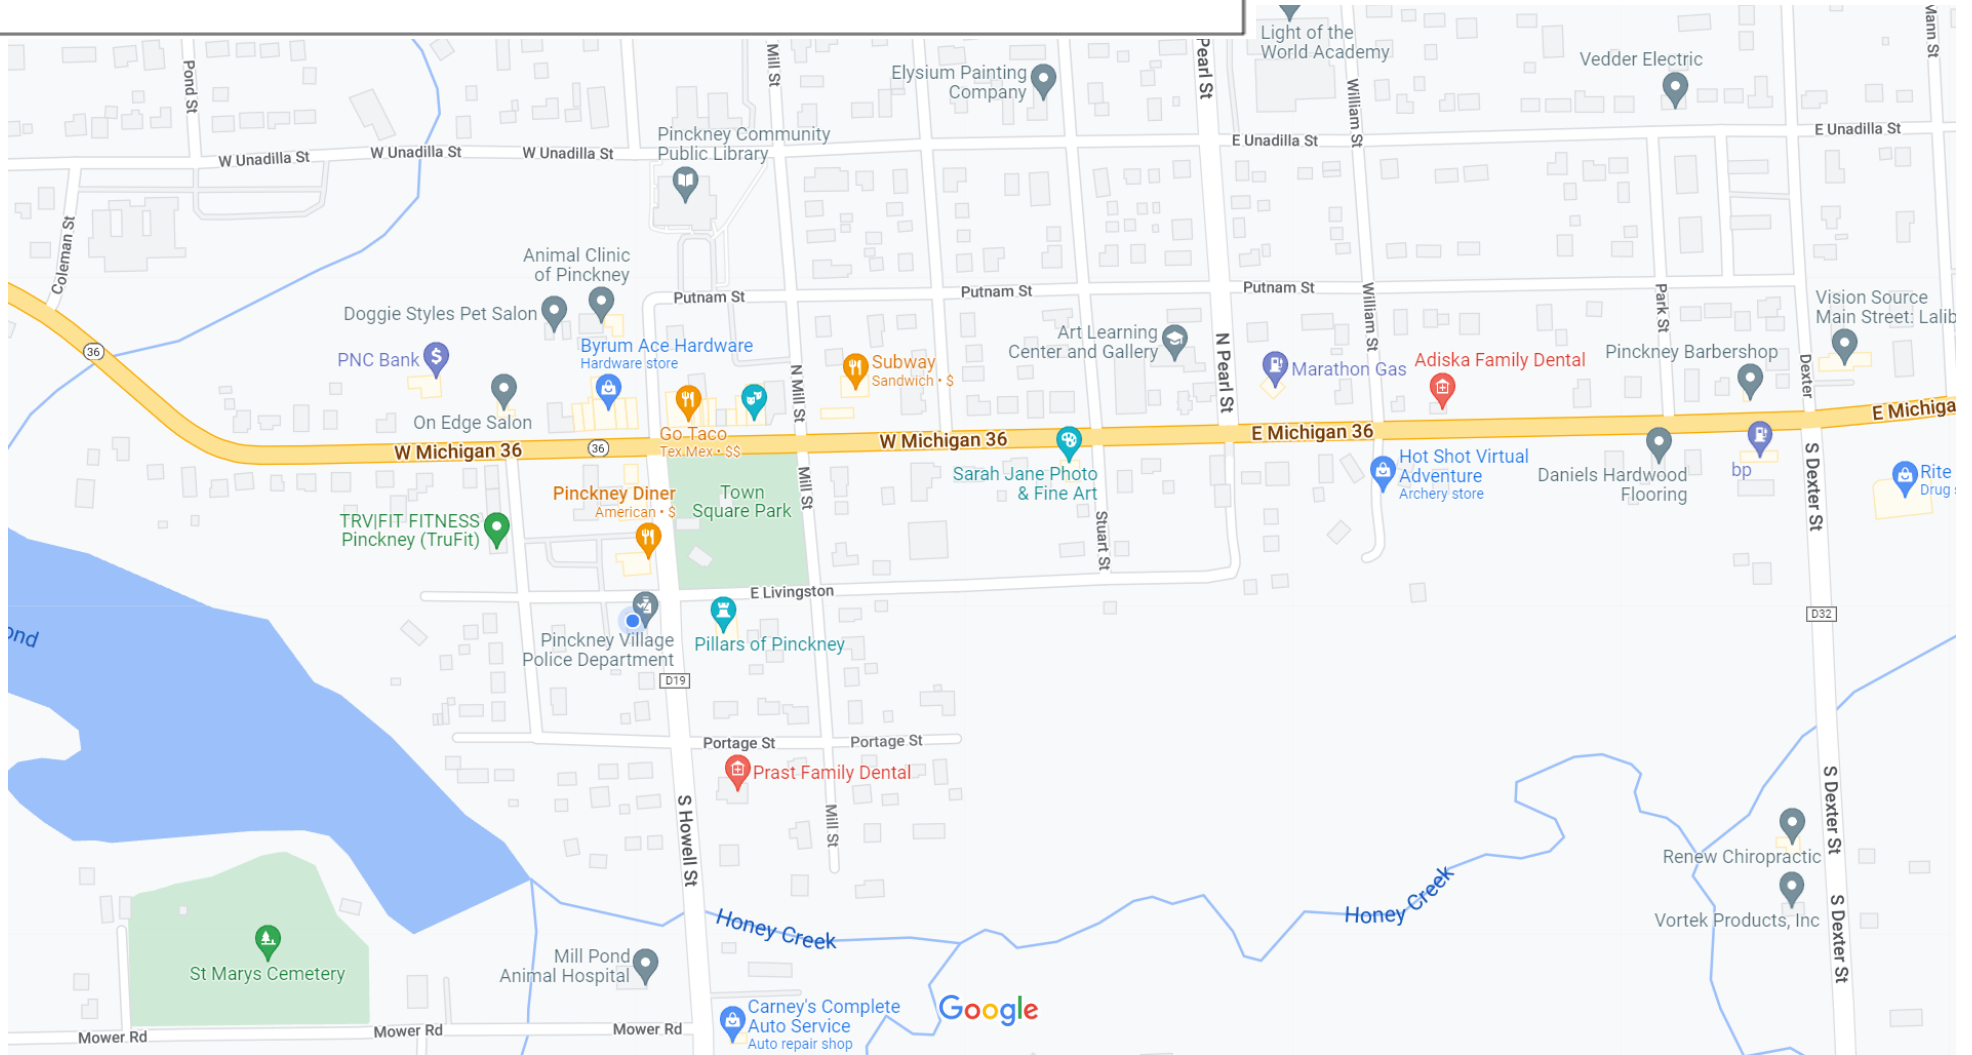 Light of the
World Academy
Mann St
Pond St
Mill St
Elysium Painting
Company
Pearl St
William St
Vedder Electric
Pinckney Community
Public Library
W Unadilla St
W Unadilla St
W Unadilla St
E Unadilla St
E Unadilla St
Coleman St
Animal Clinic
of Pinckney
Doggie Styles Pet Salon
Putnam St
Putnam St
Putnam St
William St
Park St
Vision Source
Main Street: Lalib
36
PNC Bank
Byrum Ace Hardware
Hardware store
N Mill St
Subway
Sandwich • $
Art Learning
Center and Gallery
N Pearl St
Marathon Gas
Adiska Family Dental
Pinckney Barbershop
Dexter
On Edge Salon
Go Taco
Tex-Mex • $$
W Michigan 36
36
W Michigan 36
E Michigan 36
E Michiga
Pinckney Diner
American • $
Town
Square Park
Mill St
Sarah Jane Photo
& Fine Art
Stuart St
Hot Shot Virtual
Adventure
Archery store
Daniels Hardwood
Flooring
bp
S Dexter St
Rite
Drug
TRV|FIT FITNESS
Pinckney (TruFit)
E Livingston
ond
Pinckney Village
Police Department
Pillars of Pinckney
D19
D32
Portage St
Portage St
Prast Family Dental
S Howell St
Mill St
S Dexter St
Renew Chiropractic
Honey Creek
Honey Creek
Vortek Products, Inc
S Dexter St
St Marys Cemetery
Mill Pond
Animal Hospital
Carney's Complete
Auto Service
Auto repair shop
Google
Mower Rd
Mower Rd
Mower Rd